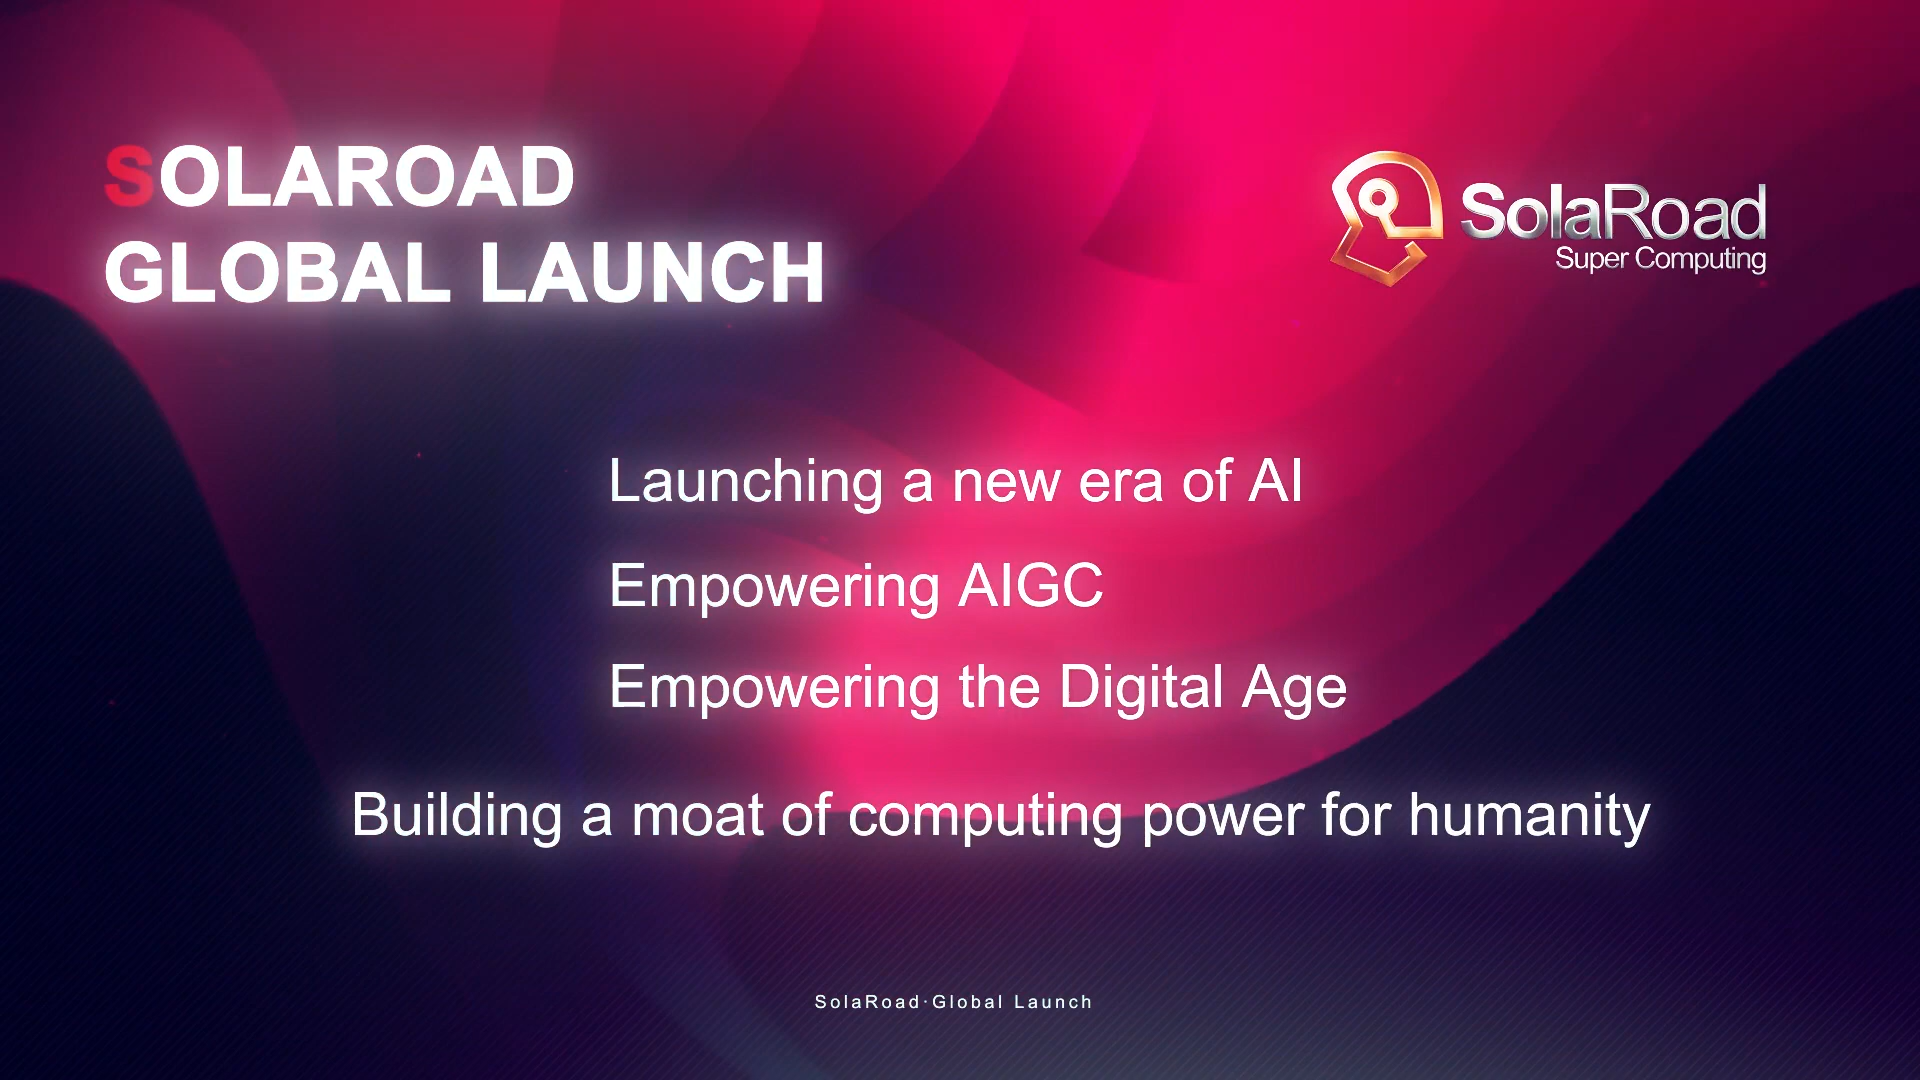 SOLAROAD
GLOBAL LAUNCH
SolaRoad
Super Computing
Launching a new era of AI
Empowering AIGC
Empowering the Digital Age
Building a moat of computing power for humanity
SolaRoad·Global Launch